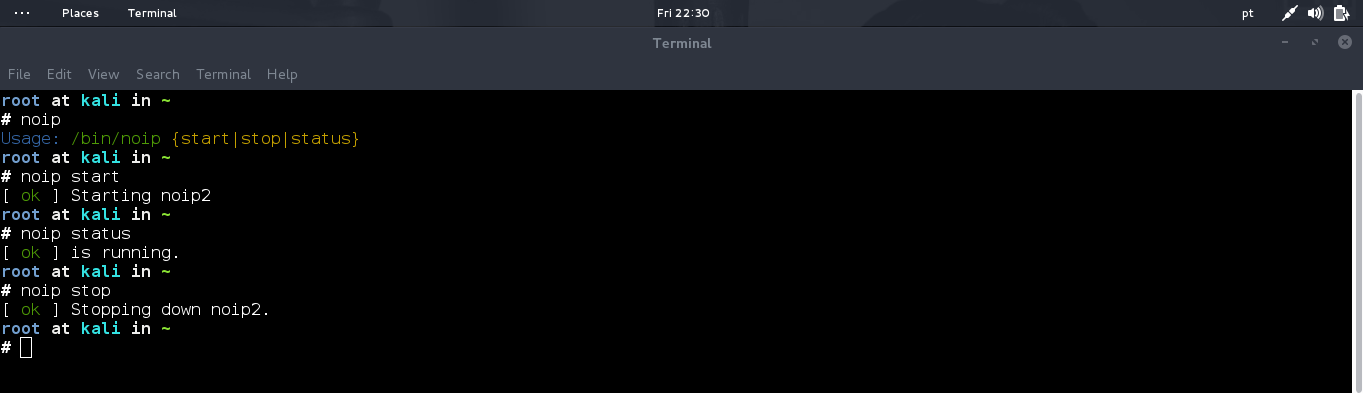 ··· Places Terminal Fri 22:30 pt
Terminal
File Edit View Search Terminal Help
root at kali in ~
# noip
Usage: /bin/noip {start|stop|status}
root at kali in ~
# noip start
[ ok ] Starting noip2
root at kali in ~
# noip status
[ ok ] is running.
root at kali in ~
# noip stop
[ ok ] Stopping down noip2.
root at kali in ~
#